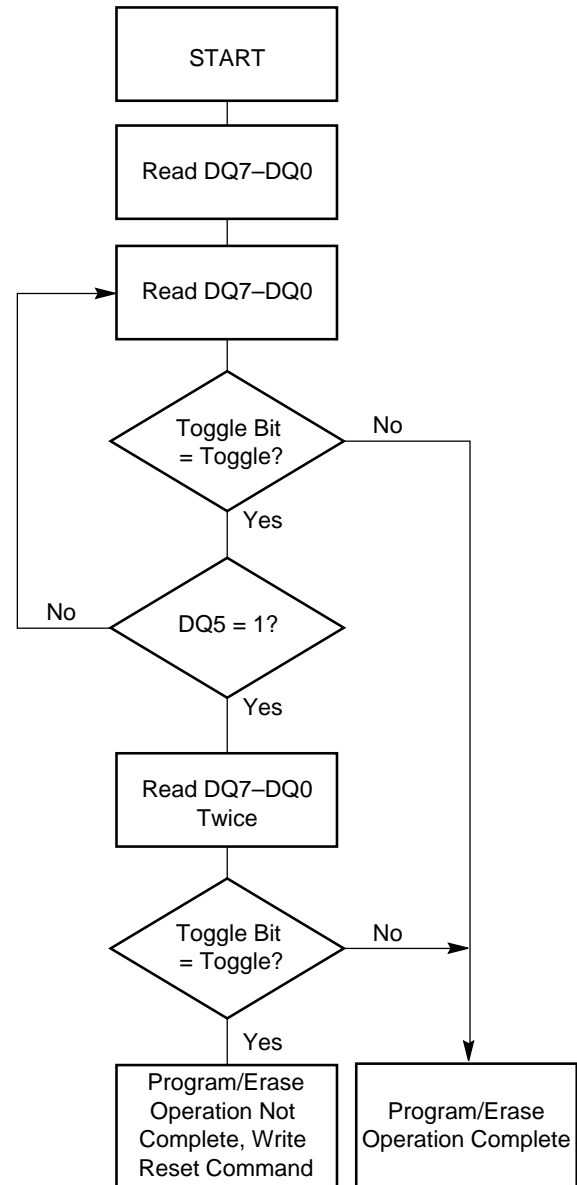 START
Read DQ7–DQ0
Read DQ7–DQ0
Toggle Bit
= Toggle?
No
Yes
No
DQ5 = 1?
Yes
Read DQ7–DQ0
Twice
Toggle Bit
= Toggle?
No
Yes
Program/Erase
Operation Not
Complete, Write
Reset Command
Program/Erase
Operation Complete